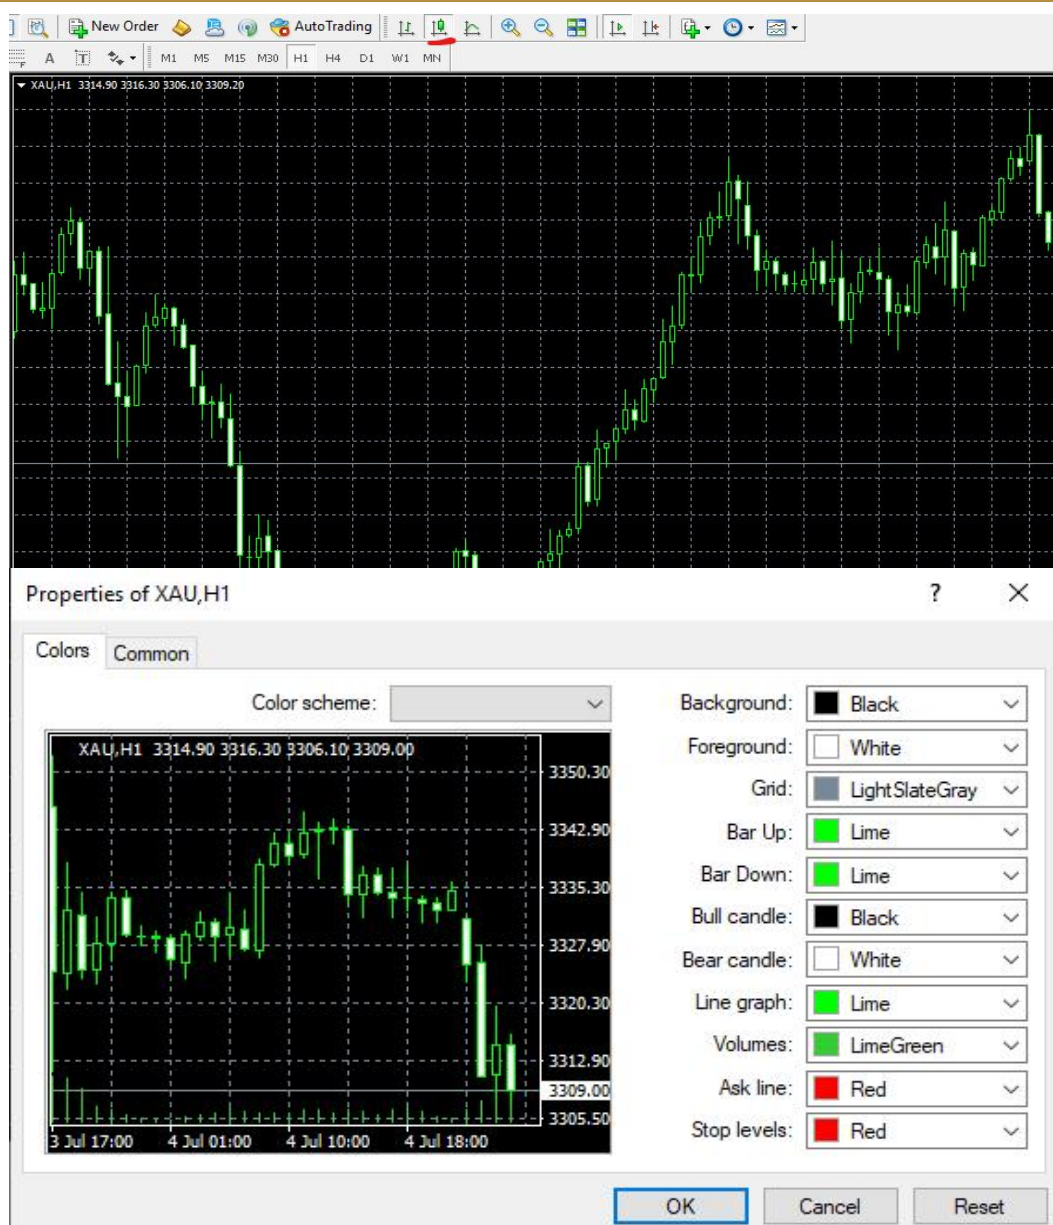 New Order AutoTrading
F A T M1 M5 M15 M30 H1 H4 D1 W1 MN
XAU,H1 3314.90 3316.30 3306.10 3309.20
Properties of XAU,H1 ? ✕
Colors Common
Color scheme:
XAU,H1 3314.90 3316.30 3306.10 3309.00
3350.30
3342.90
3335.30
3327.90
3320.30
3312.90
3309.00
3305.50
3 Jul 17:00 4 Jul 01:00 4 Jul 10:00 4 Jul 18:00
Background: Black
Foreground: White
Grid: LightSlateGray
Bar Up: Lime
Bar Down: Lime
Bull candle: Black
Bear candle: White
Line graph: Lime
Volumes: LimeGreen
Ask line: Red
Stop levels: Red
OK Cancel Reset